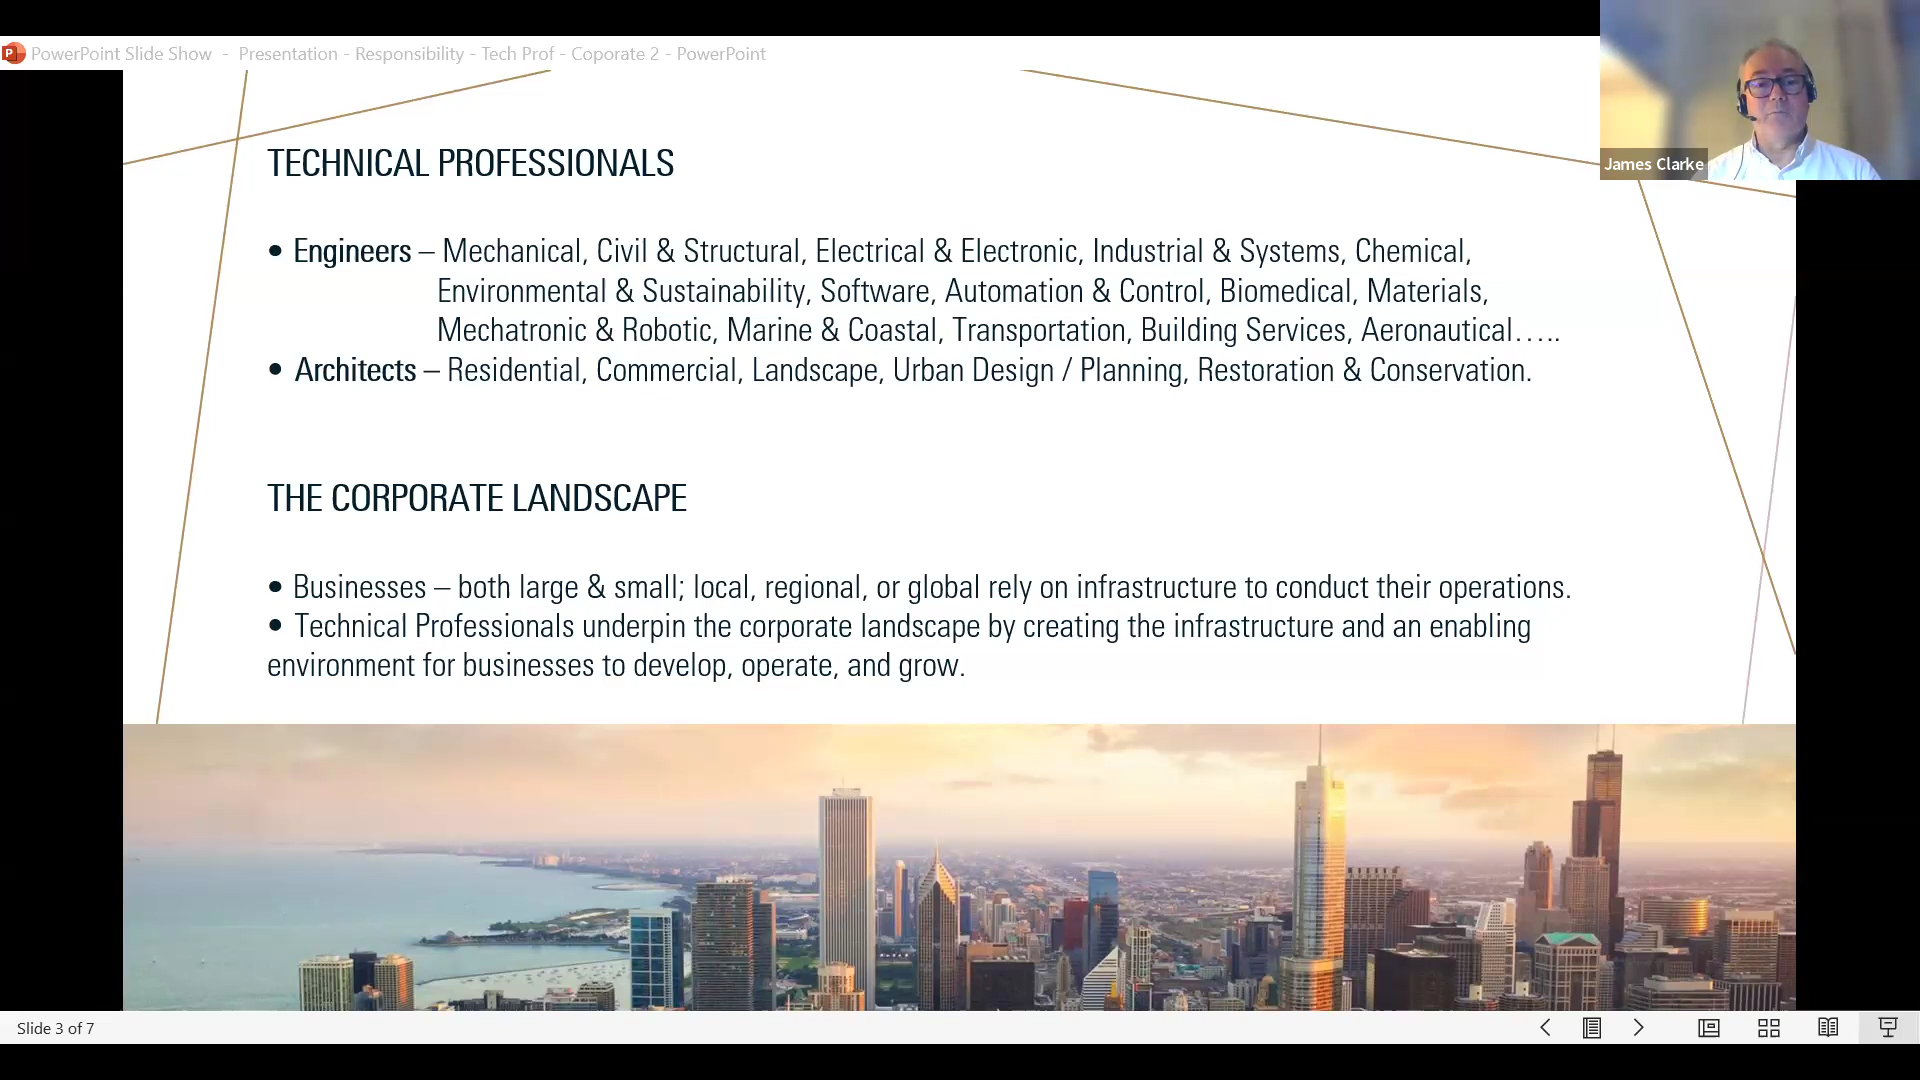 PowerPoint Slide Show - Presentation - Responsibility - Tech Prof - Coporate 2 - PowerPoint
James Clarke
TECHNICAL PROFESSIONALS
• Engineers – Mechanical, Civil & Structural, Electrical & Electronic, Industrial & Systems, Chemical,
Environmental & Sustainability, Software, Automation & Control, Biomedical, Materials,
Mechatronic & Robotic, Marine & Coastal, Transportation, Building Services, Aeronautical…..
• Architects – Residential, Commercial, Landscape, Urban Design / Planning, Restoration & Conservation.
THE CORPORATE LANDSCAPE
• Businesses – both large & small; local, regional, or global rely on infrastructure to conduct their operations.
• Technical Professionals underpin the corporate landscape by creating the infrastructure and an enabling
environment for businesses to develop, operate, and grow.
Slide 3 of 7